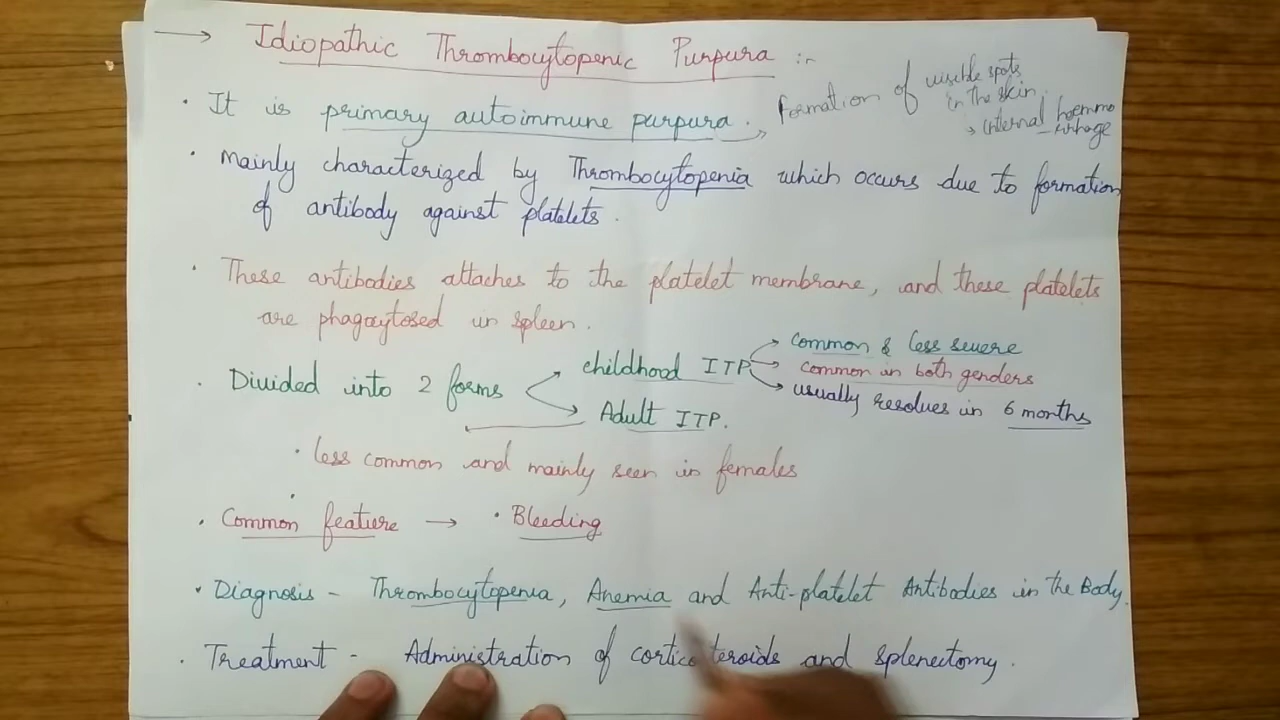 → Idiopathic Thrombocytopenic Purpura :-
Formation of visible spots
in the skin.
→ internal haemmo
rrhage
• It is primary autoimmune purpura.
• Mainly characterized by Thrombocytopenia which occurs due to formation
of antibody against platelets.
• These antibodies attaches to the platelet membrane, and these platelets
are phagocytosed in spleen.
• Divided into 2 forms
childhood ITP
→ common & less severe
→ common in both genders
→ usually resolves in 6 months
Adult ITP.
• less common and mainly seen in females
• Common feature → • Bleeding
• Diagnosis - Thrombocytopenia, Anemia and Anti-platelet Antibodies in the Body.
• Treatment - Administration of corticosteroids and splenectomy.